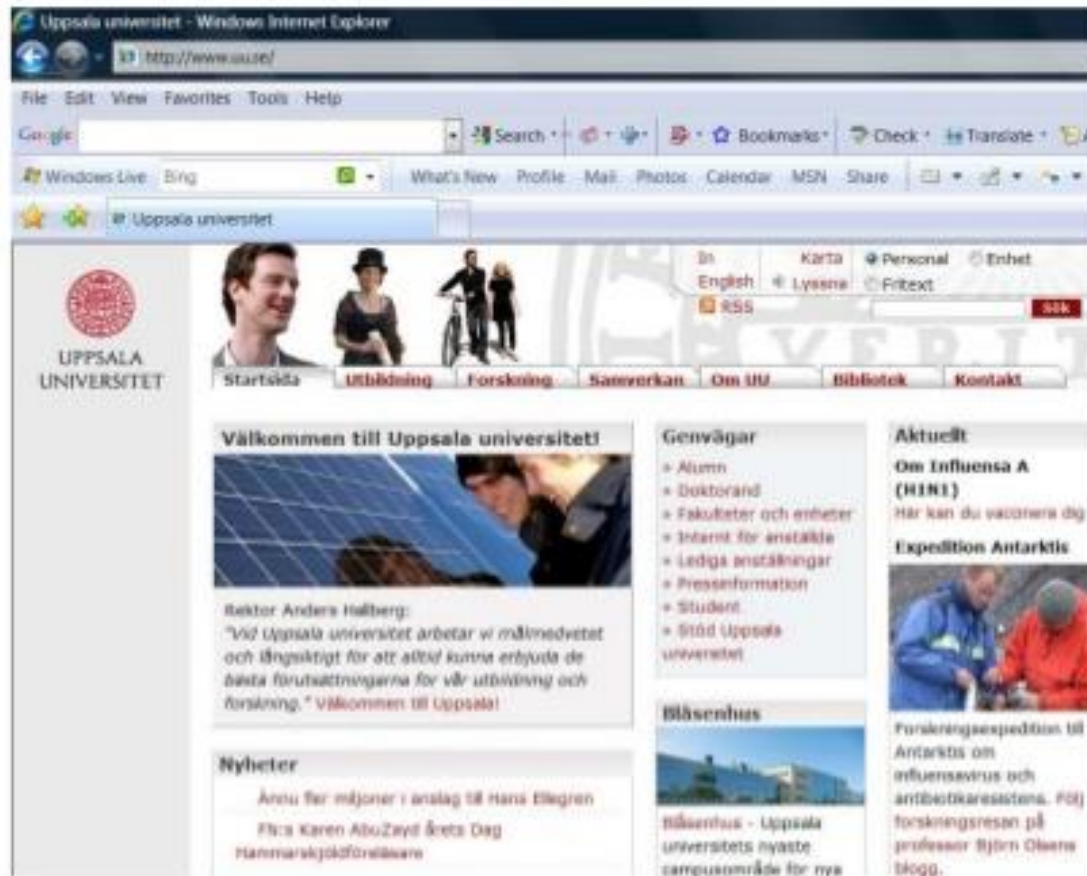 Uppsala universitet - Windows Internet Explorer
http://www.uu.se/
File Edit View Favorites Tools Help
Google
Search
Bookmarks
Check
Translate
Windows Live
Bing
What's New Profile Mail Photos Calendar MSN Share
Uppsala universitet
UPPSALA
UNIVERSITET
In
English
Karta
Lyssna
RSS
Personal
Enhet
Fritext
Sök
VERIT
Startsida
Utbildning
Forskning
Samverkan
Om UU
Bibliotek
Kontakt
Välkommen till Uppsala universitet!
Rektor Anders Hallberg:
"Vid Uppsala universitet arbetar vi målmedvetet
och långsiktigt för att alltid kunna erbjuda de
bästa förutsättningarna för vår utbildning och
forskning." Välkommen till Uppsala!
Nyheter
Ännu fler miljoner i anslag till Hans Ellegren
FN:s Karen AbuZayd årets Dag
Hammarskjöldföreläsare
Genvägar
» Alumn
» Doktorand
» Fakulteter och enheter
» Internt för anställda
» Lediga anställningar
» Pressinformation
» Student
» Stöd Uppsala
universitet
Blåsenhus
Blåsenhus - Uppsala
universitets nyaste
campusområde för nya
Aktuellt
Om Influensa A
(H1N1)
Här kan du vaccinera dig
Expedition Antarktis
Forskningsexpedition till
Antarktis om
influensavirus och
antibiotikaresistens. Följ
forskningsresan på
professor Björn Olsens
blogg.